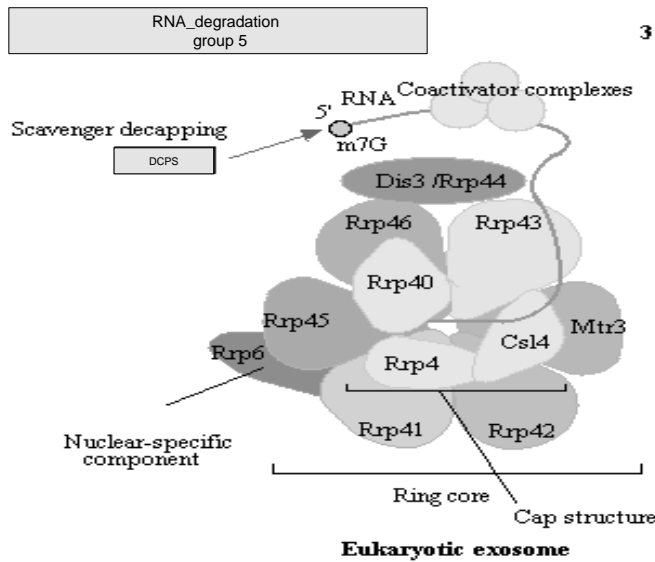 RNA_degradation
group 5
3
Coactivator complexes
5' RNA
Scavenger decapping
m7G
DCPS
Dis3 /Rrp44
Rrp46
Rrp43
Rrp40
Rrp45
Csl4
Mtr3
Rrp6
Rrp4
Rrp41
Rrp42
Nuclear-specific
component
Ring core
Cap structure
Eukaryotic exosome